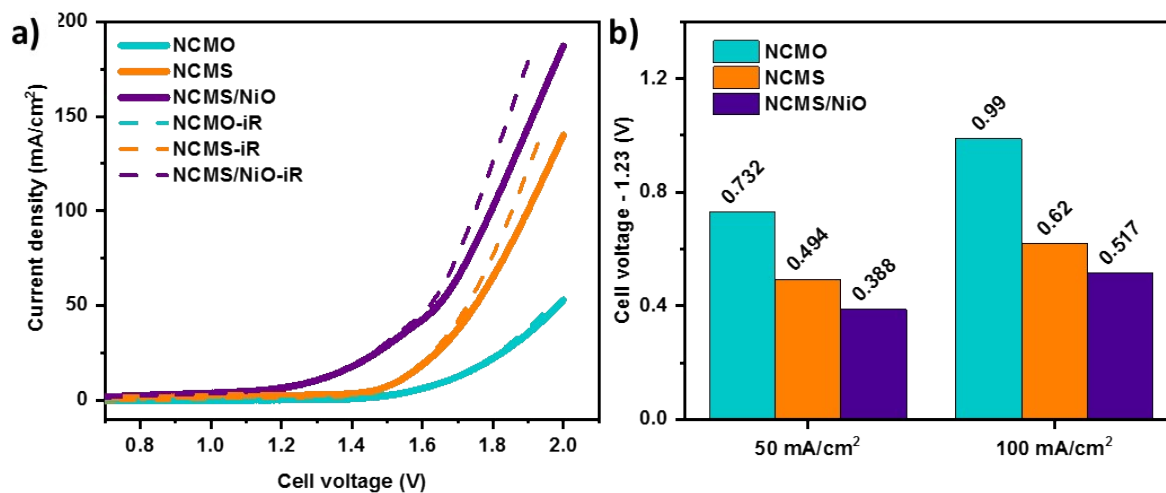 a)
NCMO
NCMS
NCMS/NiO
NCMO-iR
NCMS-iR
NCMS/NiO-iR
Current density (mA/cm²)
200
150
100
50
0
0.8 1.0 1.2 1.4 1.6 1.8 2.0
Cell voltage (V)
b)
NCMO
NCMS
NCMS/NiO
Cell voltage - 1.23 (V)
1.2
0.8
0.4
0.0
0.732
0.494
0.388
0.99
0.62
0.517
50 mA/cm²
100 mA/cm²